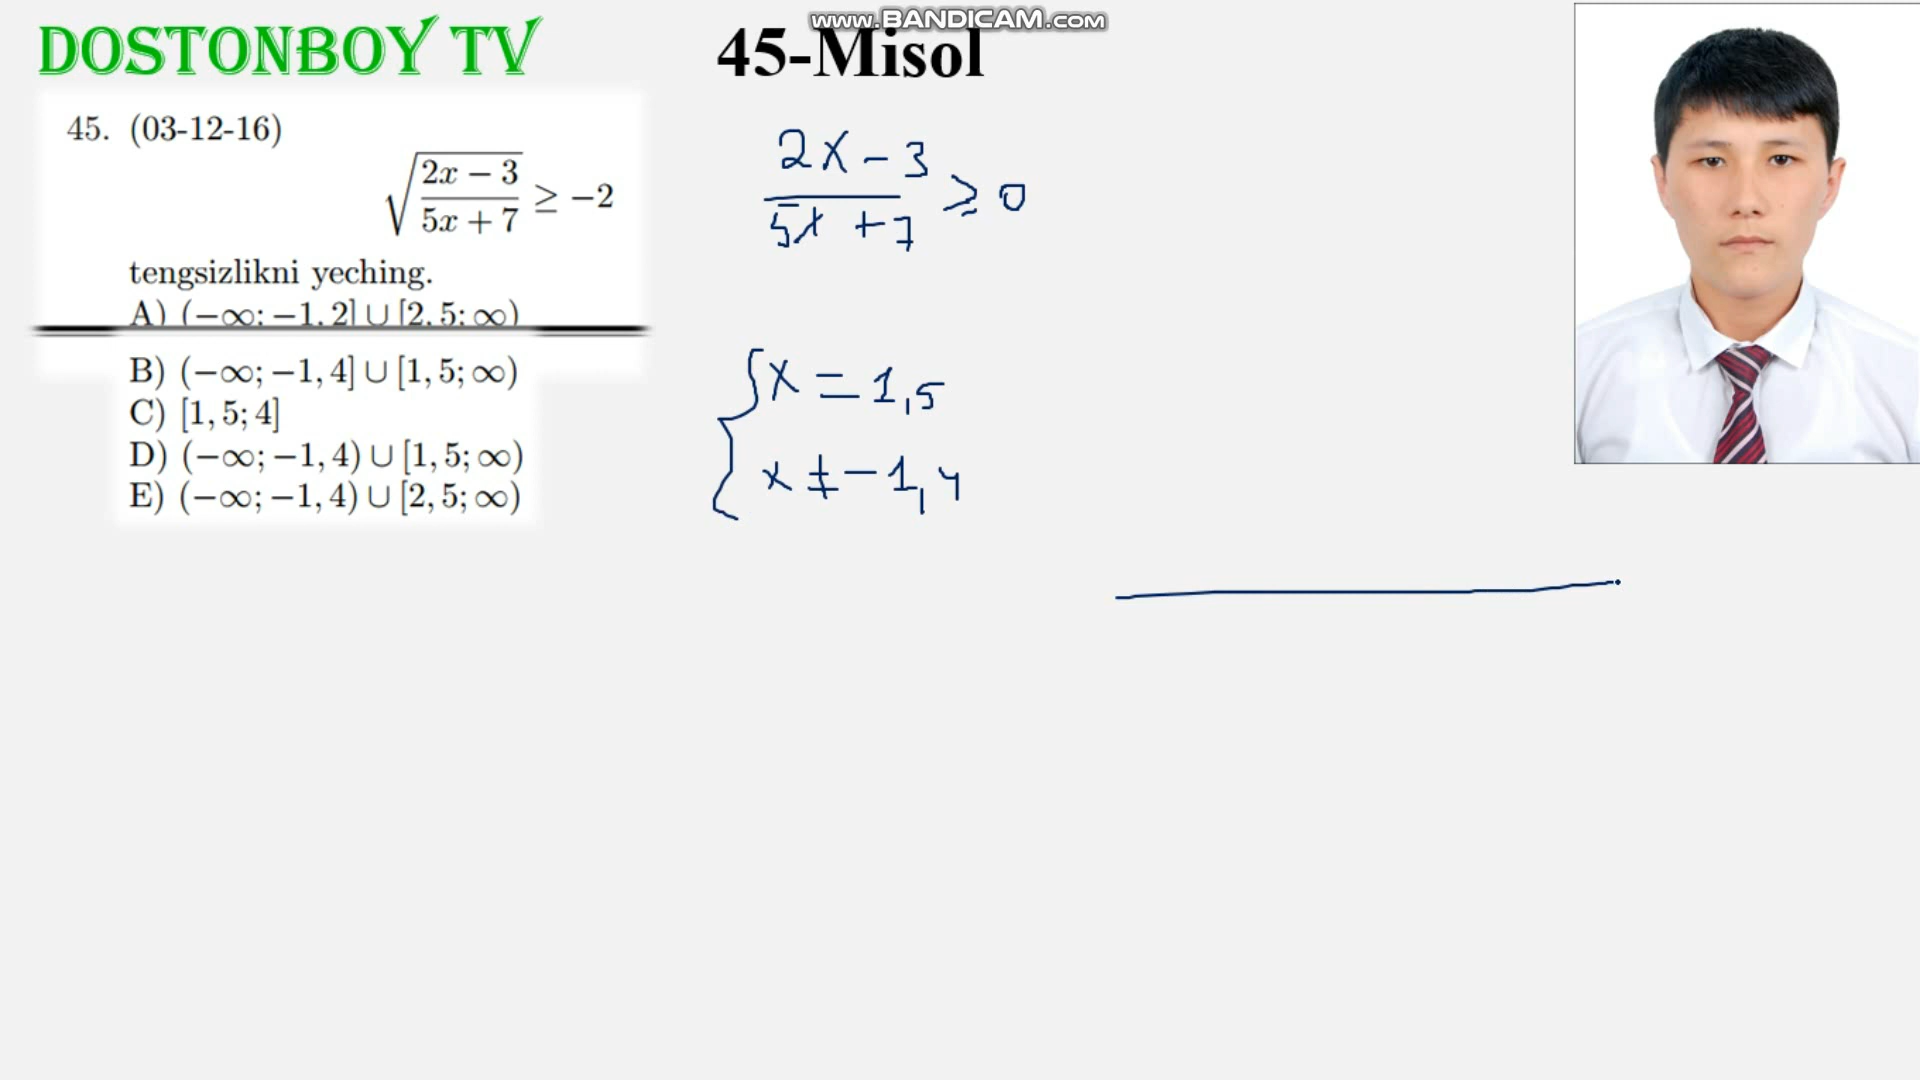 www.BANDICAM.com
DOSTONBOY TV
45-Misol
45. (03-12-16)
√((2x − 3)/(5x + 7)) ≥ −2
tengsizlikni yeching.
A) (−∞; −1, 2] ∪ [2, 5; ∞)
B) (−∞; −1, 4] ∪ [1, 5; ∞)
C) [1, 5; 4]
D) (−∞; −1, 4) ∪ [1, 5; ∞)
E) (−∞; −1, 4) ∪ [2, 5; ∞)
2x − 3
5x + 7 ≥ 0
{ x = 1,5
x ≠ −1,4